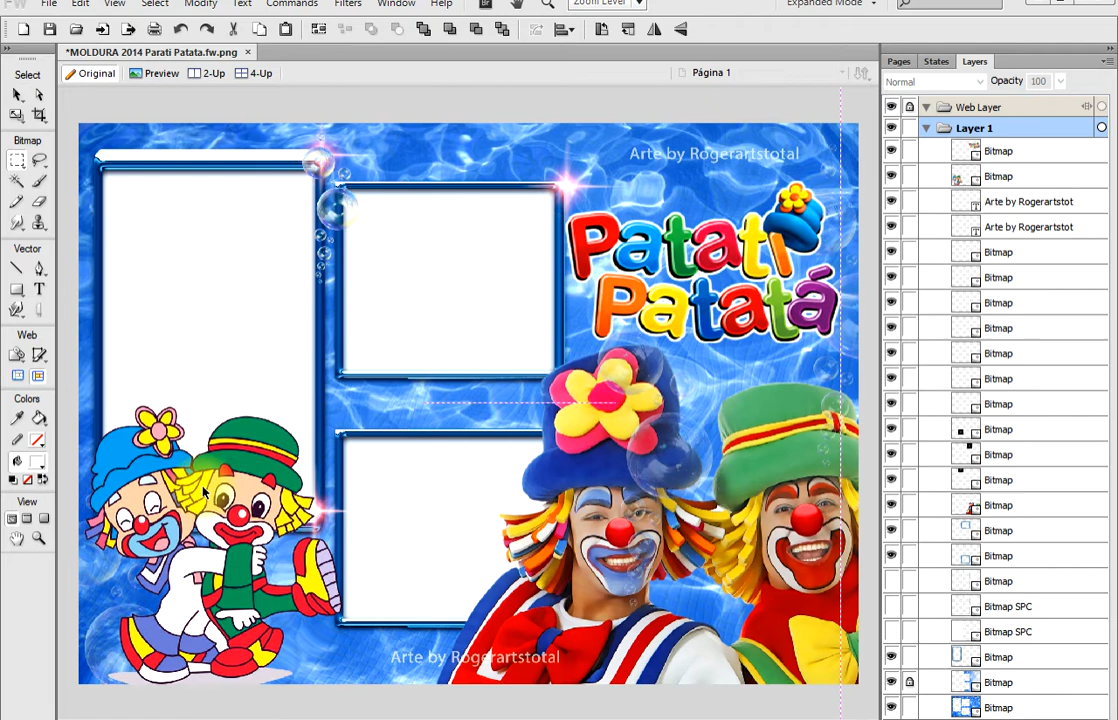 FW
File
Edit
View
Select
Modify
Text
Commands
Filters
Window
Help
Br
Zoom Level
Expanded Mode
*MOLDURA 2014 Parati Patata.fw.png ×
Original
Preview
2-Up
4-Up
Página 1
Select
Bitmap
Vector
Web
Colors
View
Arte by Rogerartstotal
Patati
Patatá
Arte by Rogerartstotal
Pages
States
Layers
Normal
Opacity
100
Web Layer
Layer 1
Bitmap
Bitmap
Arte by Rogerartstot
Arte by Rogerartstot
Bitmap
Bitmap
Bitmap
Bitmap
Bitmap
Bitmap
Bitmap
Bitmap
Bitmap
Bitmap
Bitmap
Bitmap
Bitmap
Bitmap
Bitmap SPC
Bitmap SPC
Bitmap
Bitmap
Bitmap